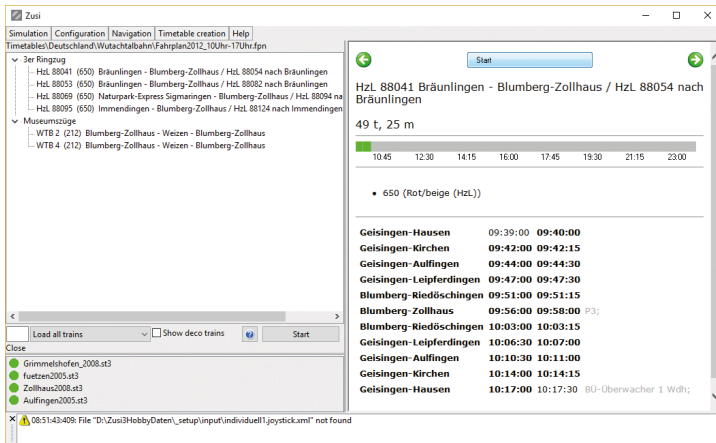 Zusi
Simulation Configuration Navigation Timetable creation Help
Timetables\Deutschland\Wutachtalbahn\Fahrplan2012_10Uhr-17Uhr.fpn
3er Ringzug
HzL 88041 (650) Bräunlingen - Blumberg-Zollhaus / HzL 88054 nach Bräunlingen
HzL 88053 (650) Bräunlingen - Blumberg-Zollhaus / HzL 88082 nach Bräunlingen
HzL 88069 (650) Naturpark-Express Sigmaringen - Blumberg-Zollhaus / HzL 88094 na
HzL 88095 (650) Immendingen - Blumberg-Zollhaus / HzL 88124 nach Immendingen
Museumszüge
WTB 2 (212) Blumberg-Zollhaus - Weizen - Blumberg-Zollhaus
WTB 4 (212) Blumberg-Zollhaus - Weizen - Blumberg-Zollhaus
Load all trains Show deco trains Start
Close
Grimmelshofen_2008.st3
fuetzen2005.st3
Zollhaus2008.st3
Aulfingen2005.st3
Start
HzL 88041 Bräunlingen - Blumberg-Zollhaus / HzL 88054 nach
Bräunlingen
49 t, 25 m
10:45 12:30 14:15 16:00 17:45 19:30 21:15 23:00
650 (Rot/beige (HzL))
Geisingen-Hausen 09:39:00 09:40:00
Geisingen-Kirchen 09:42:00 09:42:15
Geisingen-Aulfingen 09:44:00 09:44:30
Geisingen-Leipferdingen 09:47:00 09:47:30
Blumberg-Riedöschingen 09:51:00 09:51:15
Blumberg-Zollhaus 09:56:00 09:58:00 P3;
Blumberg-Riedöschingen 10:03:00 10:03:15
Geisingen-Leipferdingen 10:06:30 10:07:00
Geisingen-Aulfingen 10:10:30 10:11:00
Geisingen-Kirchen 10:14:00 10:14:15
Geisingen-Hausen 10:17:00 10:17:30 BÜ-Überwacher 1 Wdh;
08:51:43:409: File "D:\Zusi3HobbyDaten\_setup\input\individuell1.joystick.xml" not found